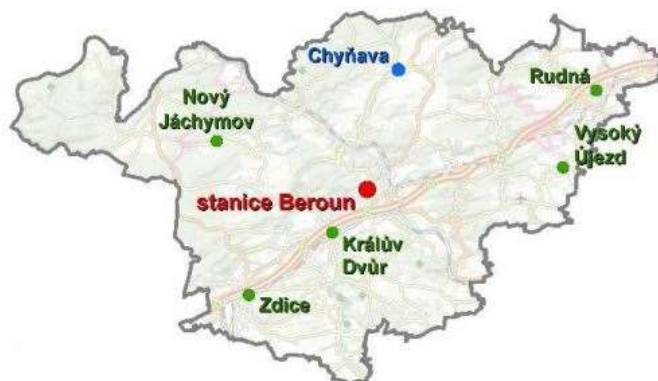 Chyňava
Rudná
Nový
Jáchymov
Vysoký
Újezd
stanice Beroun
Králův
Dvůr
Zdice